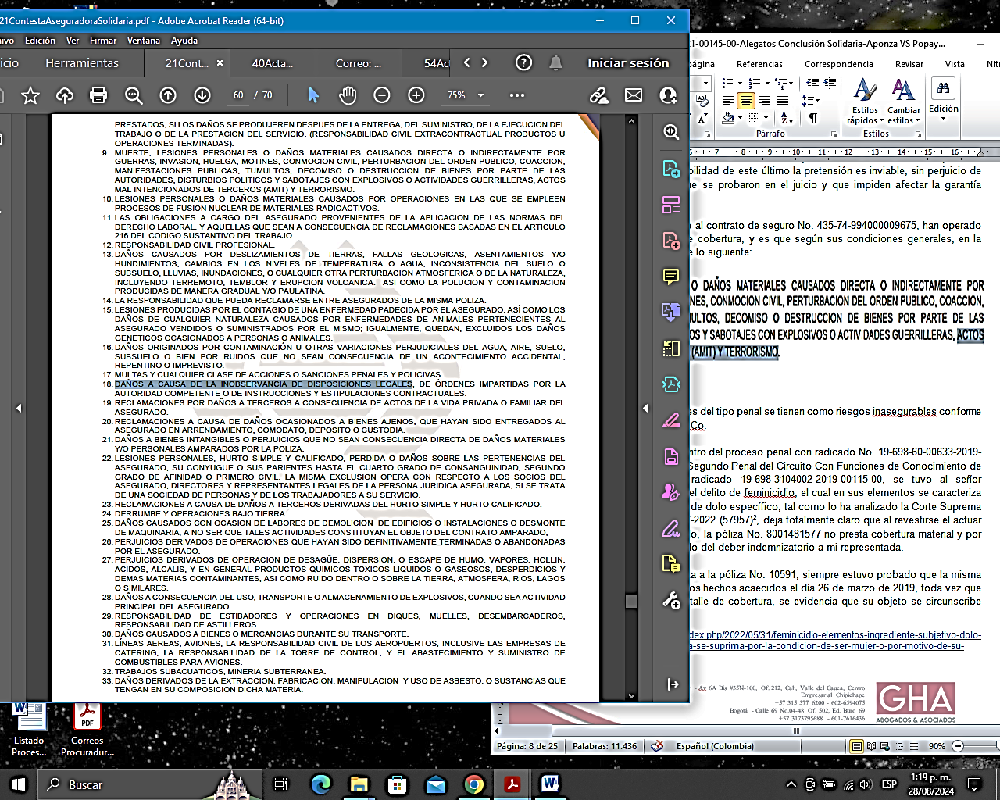 21ContestaAseguradoraSolidaria.pdf - Adobe Acrobat Reader (64-bit)
Edición Ver Firmar Ventana Ayuda
Herramientas
21Cont...
40Acta...
Correo: ...
54Act
Iniciar sesión
60 / 70
75%
PRESTADOS, SI LOS DAÑOS SE PRODUJEREN DESPUES DE LA ENTREGA, DEL SUMINISTRO, DE LA EJECUCION DEL
TRABAJO O DE LA PRESTACION DEL SERVICIO. (RESPONSABILIDAD CIVIL EXTRACONTRACTUAL PRODUCTOS U
OPERACIONES TERMINADAS).
9. MUERTE, LESIONES PERSONALES O DAÑOS MATERIALES CAUSADOS DIRECTA O INDIRECTAMENTE POR
GUERRAS, INVASION, HUELGA, MOTINES, CONMOCION CIVIL, PERTURBACION DEL ORDEN PUBLICO, COACCION,
MANIFESTACIONES PUBLICAS, TUMULTOS, DECOMISO O DESTRUCCION DE BIENES POR PARTE DE LAS
AUTORIDADES, DISTURBIOS POLITICOS Y SABOTAJES CON EXPLOSIVOS O ACTIVIDADES GUERRILLERAS, ACTOS
MAL INTENCIONADOS DE TERCEROS (AMIT) Y TERRORISMO.
10. LESIONES PERSONALES O DAÑOS MATERIALES CAUSADOS POR OPERACIONES EN LAS QUE SE EMPLEEN
PROCESOS DE FUSION NUCLEAR DE MATERIALES RADIOACTIVOS.
11. LAS OBLIGACIONES A CARGO DEL ASEGURADO PROVENIENTES DE LA APLICACION DE LAS NORMAS DEL
DERECHO LABORAL, Y AQUELLAS QUE SEAN A CONSECUENCIA DE RECLAMACIONES BASADAS EN EL ARTICULO
216 DEL CODIGO SUSTANTIVO DEL TRABAJO.
12. RESPONSABILIDAD CIVIL PROFESIONAL.
13. DAÑOS CAUSADOS POR DESLIZAMIENTOS DE TIERRAS, FALLAS GEOLOGICAS, ASENTAMIENTOS Y/O
HUNDIMIENTOS, CAMBIOS EN LOS NIVELES DE TEMPERATURA O AGUA, INCONSISTENCIA DEL SUELO O
SUBSUELO, LLUVIAS, INUNDACIONES, O CUALQUIER OTRA PERTURBACION ATMOSFERICA O DE LA NATURALEZA,
INCLUYENDO TERREMOTO, TEMBLOR Y ERUPCION VOLCANICA. ASI COMO LA POLUCION Y CONTAMINACION
PRODUCIDAS DE MANERA GRADUAL Y/O PAULATINA.
14. LA RESPONSABILIDAD QUE PUEDA RECLAMARSE ENTRE ASEGURADOS DE LA MISMA POLIZA.
15. LESIONES PRODUCIDAS POR EL CONTAGIO DE UNA ENFERMEDAD PADECIDA POR EL ASEGURADO, ASÍ COMO LOS
DAÑOS DE CUALQUIER NATURALEZA CAUSADOS POR ENFERMEDADES DE ANIMALES PERTENECIENTES AL
ASEGURADO VENDIDOS O SUMINISTRADOS POR EL MISMO; IGUALMENTE, QUEDAN, EXCLUIDOS LOS DAÑOS
GENETICOS OCASIONADOS A PERSONAS O ANIMALES.
16. DAÑOS ORIGINADOS POR CONTAMINACIÓN U OTRAS VARIACIONES PERJUDICIALES DEL AGUA, AIRE, SUELO,
SUBSUELO O BIEN POR RUIDOS QUE NO SEAN CONSECUENCIA DE UN ACONTECIMIENTO ACCIDENTAL,
REPENTINO O IMPREVISTO.
17. MULTAS Y CUALQUIER CLASE DE ACCIONES O SANCIONES PENALES Y POLICIVAS.
18. DAÑOS A CAUSA DE LA INOBSERVANCIA DE DISPOSICIONES LEGALES, DE ÓRDENES IMPARTIDAS POR LA
AUTORIDAD COMPETENTE O DE INSTRUCCIONES Y ESTIPULACIONES CONTRACTUALES.
19. RECLAMACIONES POR DAÑOS A TERCEROS A CONSECUENCIA DE ACTOS DE LA VIDA PRIVADA O FAMILIAR DEL
ASEGURADO.
20. RECLAMACIONES A CAUSA DE DAÑOS OCASIONADOS A BIENES AJENOS, QUE HAYAN SIDO ENTREGADOS AL
ASEGURADO EN ARRENDAMIENTO, COMODATO, DEPOSITO O CUSTODIA.
21. DAÑOS A BIENES INTANGIBLES O PERJUICIOS QUE NO SEAN CONSECUENCIA DIRECTA DE DAÑOS MATERIALES
Y/O PERSONALES AMPARADOS POR LA POLIZA.
22. LESIONES PERSONALES, HURTO SIMPLE Y CALIFICADO, PERDIDA O DAÑOS SOBRE LAS PERTENENCIAS DEL
ASEGURADO, SU CONYUGE O SUS PARIENTES HASTA EL CUARTO GRADO DE CONSANGUINIDAD, SEGUNDO
GRADO DE AFINIDAD O PRIMERO CIVIL. LA MISMA EXCLUSION OPERA CON RESPECTO A LOS SOCIOS DEL
ASEGURADO, DIRECTORES Y REPRESENTANTES LEGALES DE LA PERSONA JURIDICA ASEGURADA, SI SE TRATA
DE UNA SOCIEDAD DE PERSONAS Y DE LOS TRABAJADORES A SU SERVICIO.
23. RECLAMACIONES A CAUSA DE DAÑOS A TERCEROS DERIVADAS DEL HURTO SIMPLE Y HURTO CALIFICADO.
24. DERRUMBE Y OPERACIONES BAJO TIERRA.
25. DAÑOS CAUSADOS CON OCASION DE LABORES DE DEMOLICION DE EDIFICIOS O INSTALACIONES O DESMONTE
DE MAQUINARIA, A NO SER QUE TALES ACTIVIDADES CONSTITUYAN EL OBJETO DEL CONTRATO AMPARADO.
26. PERJUICIOS DERIVADOS DE OPERACIONES QUE HAYAN SIDO DEFINITIVAMENTE TERMINADAS O ABANDONADAS
POR EL ASEGURADO.
27. PERJUICIOS DERIVADOS DE OPERACION DE DESAGÜE, DISPERSION, O ESCAPE DE HUMO, VAPORES, HOLLIN,
ACIDOS, ALCALIS, Y EN GENERAL PRODUCTOS QUIMICOS TOXICOS LIQUIDOS O GASEOSOS, DESPERDICIOS Y
DEMAS MATERIAS CONTAMINANTES, ASI COMO RUIDO DENTRO O SOBRE LA TIERRA, ATMOSFERA, RIOS, LAGOS
O SIMILARES.
28. DAÑOS A CONSECUENCIA DEL USO, TRANSPORTE O ALMACENAMIENTO DE EXPLOSIVOS, CUANDO SEA ACTIVIDAD
PRINCIPAL DEL ASEGURADO.
29. RESPONSABILIDAD DE ESTIBADORES Y OPERACIONES EN DIQUES, MUELLES, DESEMBARCADEROS,
RESPONSABILIDAD DE ASTILLEROS
30. DAÑOS CAUSADOS A BIENES O MERCANCIAS DURANTE SU TRANSPORTE.
31. LÍNEAS AEREAS, AVIONES, LA RESPONSABILIDAD CIVIL DE LOS AEROPUERTOS, INCLUSIVE LAS EMPRESAS DE
CATERING, LA RESPONSABILIDAD DE LA TORRE DE CONTROL, Y EL ABASTECIMIENTO Y SUMINISTRO DE
COMBUSTIBLES PARA AVIONES.
32. TRABAJOS SUBACUATICOS, MINERIA SUBTERRANEA.
33. DAÑOS DERIVADOS DE LA EXTRACCION, FABRICACION, MANIPULACION Y USO DE ASBESTO, O SUSTANCIAS QUE
TENGAN EN SU COMPOSICION DICHA MATERIA.
1-00145-00-Alegatos Conclusión Solidaria-Aponza VS Popay...
página Referencias Correspondencia Revisar Vista Nit
Estilos rápidos
Cambiar estilos
Edición
Párrafo
Estilos
6 7 8 9 10 11 12 13 14 15 16
bilidad de este último la pretensión es inviable, sin perjuicio de
ue se probaron en el juicio y que impiden afectar la garantía
e al contrato de seguro No. 435-74-994000009675, han operado
e cobertura, y es que según sus condiciones generales, en la
e lo siguiente:
O DAÑOS MATERIALES CAUSADOS DIRECTA O INDIRECTAMENTE POR
NES, CONMOCION CIVIL, PERTURBACION DEL ORDEN PUBLICO, COACCION,
MULTOS, DECOMISO O DESTRUCCION DE BIENES POR PARTE DE LAS
OS Y SABOTAJES CON EXPLOSIVOS O ACTIVIDADES GUERRILLERAS, ACTOS
(AMIT) Y TERRORISMO.
es del tipo penal se tienen como riesgos inasegurables conforme
Co.
ntro del proceso penal con radicado No. 19-698-60-00633-2019-
Segundo Penal del Circuito Con Funciones de Conocimiento de
radicado 19-698-3104002-2019-00115-00, se tuvo al señor
el delito de feminicidio, el cual en sus elementos se caracteriza
de dolo específico, tal como lo ha analizado la Corte Suprema
-2022 (57957)², deja totalmente claro que al revestirse el actuar
o, la póliza No. 8001481577 no presta cobertura material y por
lo del deber indemnizatorio a mi representada.
a a la póliza No. 10591, siempre estuvo probado que la misma
os hechos acaecidos el día 26 de marzo de 2019, toda vez que
talle de cobertura, se evidencia que su objeto se circunscribe
dex.php/2022/05/31/feminicidio-elementos-ingrediente-subjetivo-dolo-
a-se-suprima-por-la-condicion-de-ser-mujer-o-por-motivo-de-su-
- Av 6A Bis #35N-100, Of. 212, Cali, Valle del Cauca, Centro
Empresarial Chipichape
+57 315 577 6200 - 602-6594075
Bogotá - Calle 69 No.04-48 Of. 502, Ed. Buro 69
+57 3173795688 - 601-7616436
GHA
ABOGADOS & ASOCIADOS
Página: 8 de 25 Palabras: 11.436 Español (Colombia) 90%
Listado Proces...
PDF
Correos Procuradur...
Buscar
ESP
1:19 p. m.
28/08/2024